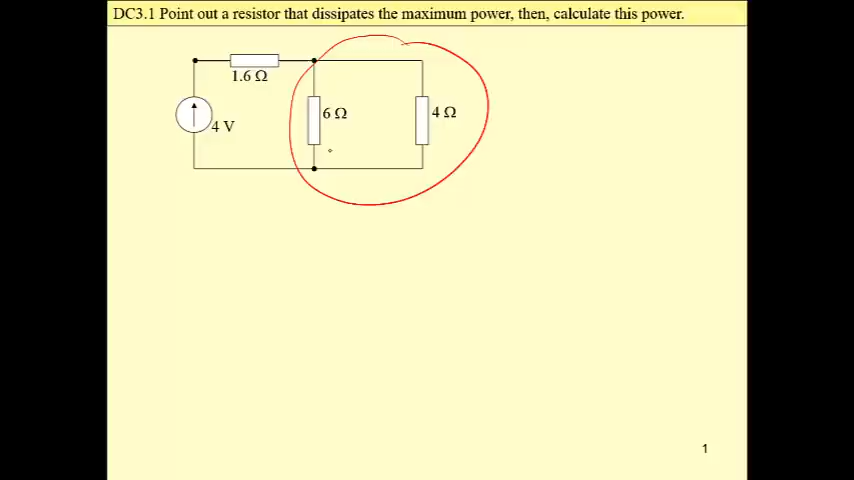 DC3.1 Point out a resistor that dissipates the maximum power, then, calculate this power.
1.6 Ω
6 Ω
4 Ω
4 V
1